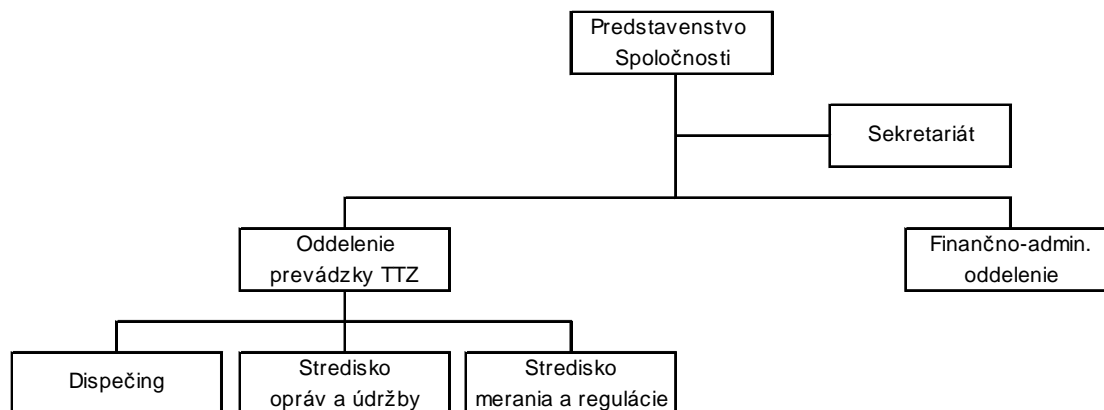 Predstavenstvo
Spoločnosti
Sekretariát
Oddelenie
prevádzky TTZ
Finančno-admin.
oddelenie
Dispečing
Stredisko
opráv a údržby
Stredisko
merania a regulácie